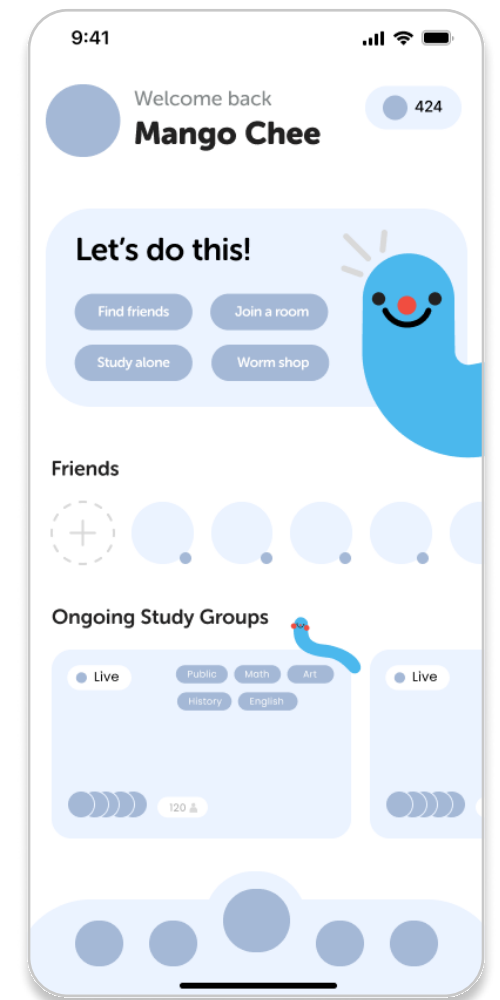 9:41
Welcome back
Mango Chee
424
Let's do this!
Find friends
Join a room
Study alone
Worm shop
Friends
Ongoing Study Groups
Live
Public
Math
Art
History
English
120
Live